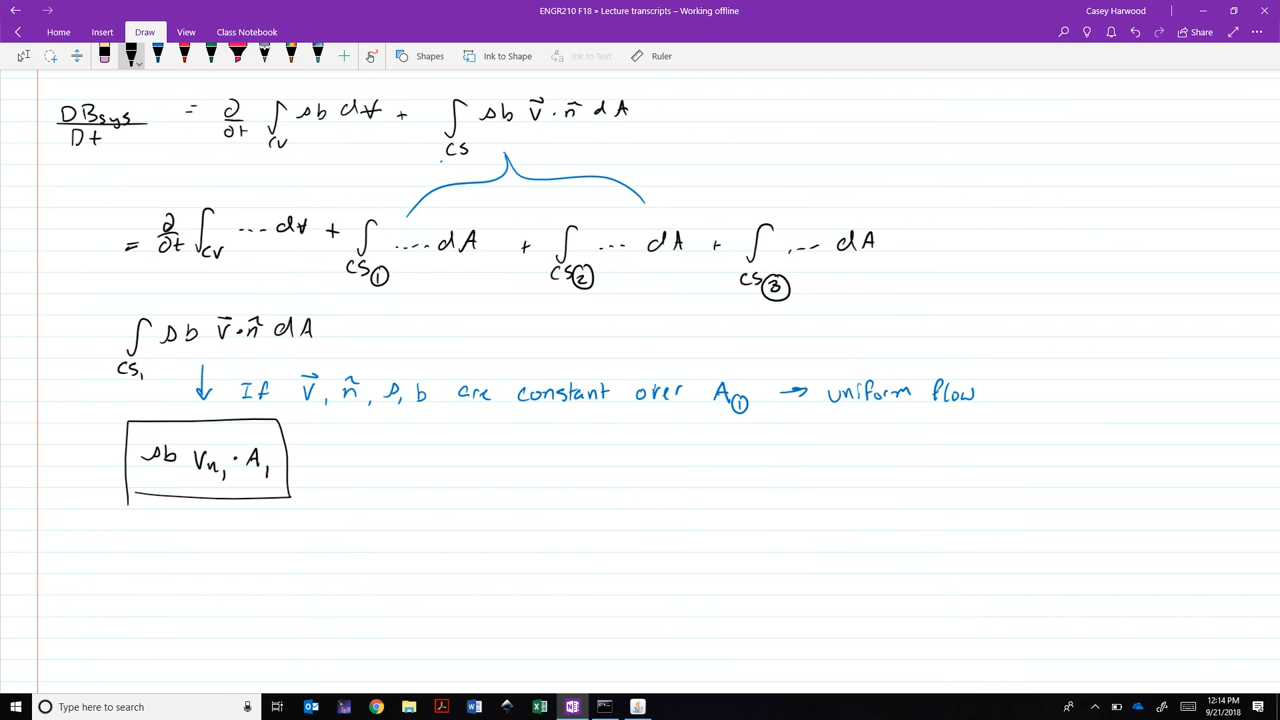 ENGR210 F18 » Lecture transcripts – Working offline
Casey Harwood
Home Insert Draw View Class Notebook
Share
Shapes Ink to Shape Ink to Text Ruler
DBsys/Dt = ∂/∂t ∫CV ρb dV̶ + ∫CS ρb V⃗ · n̂ dA
= ∂/∂t ∫CV ... dV̶ + ∫CS① .... dA + ∫CS② ... dA + ∫CS③ .... dA
∫CS₁ ρb V⃗·n̂ dA
↓ If V⃗, n̂, ρ, b are constant over A① → uniform flow
ρb Vn₁ · A₁
Type here to search
12:14 PM
9/21/2018